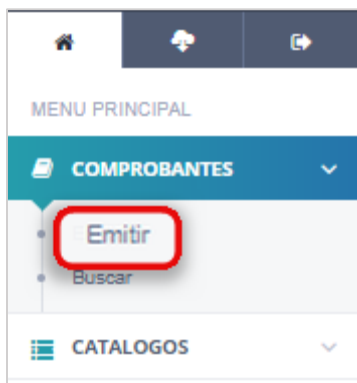 MENU PRINCIPAL
COMPROBANTES
Emitir
Buscar
CATALOGOS